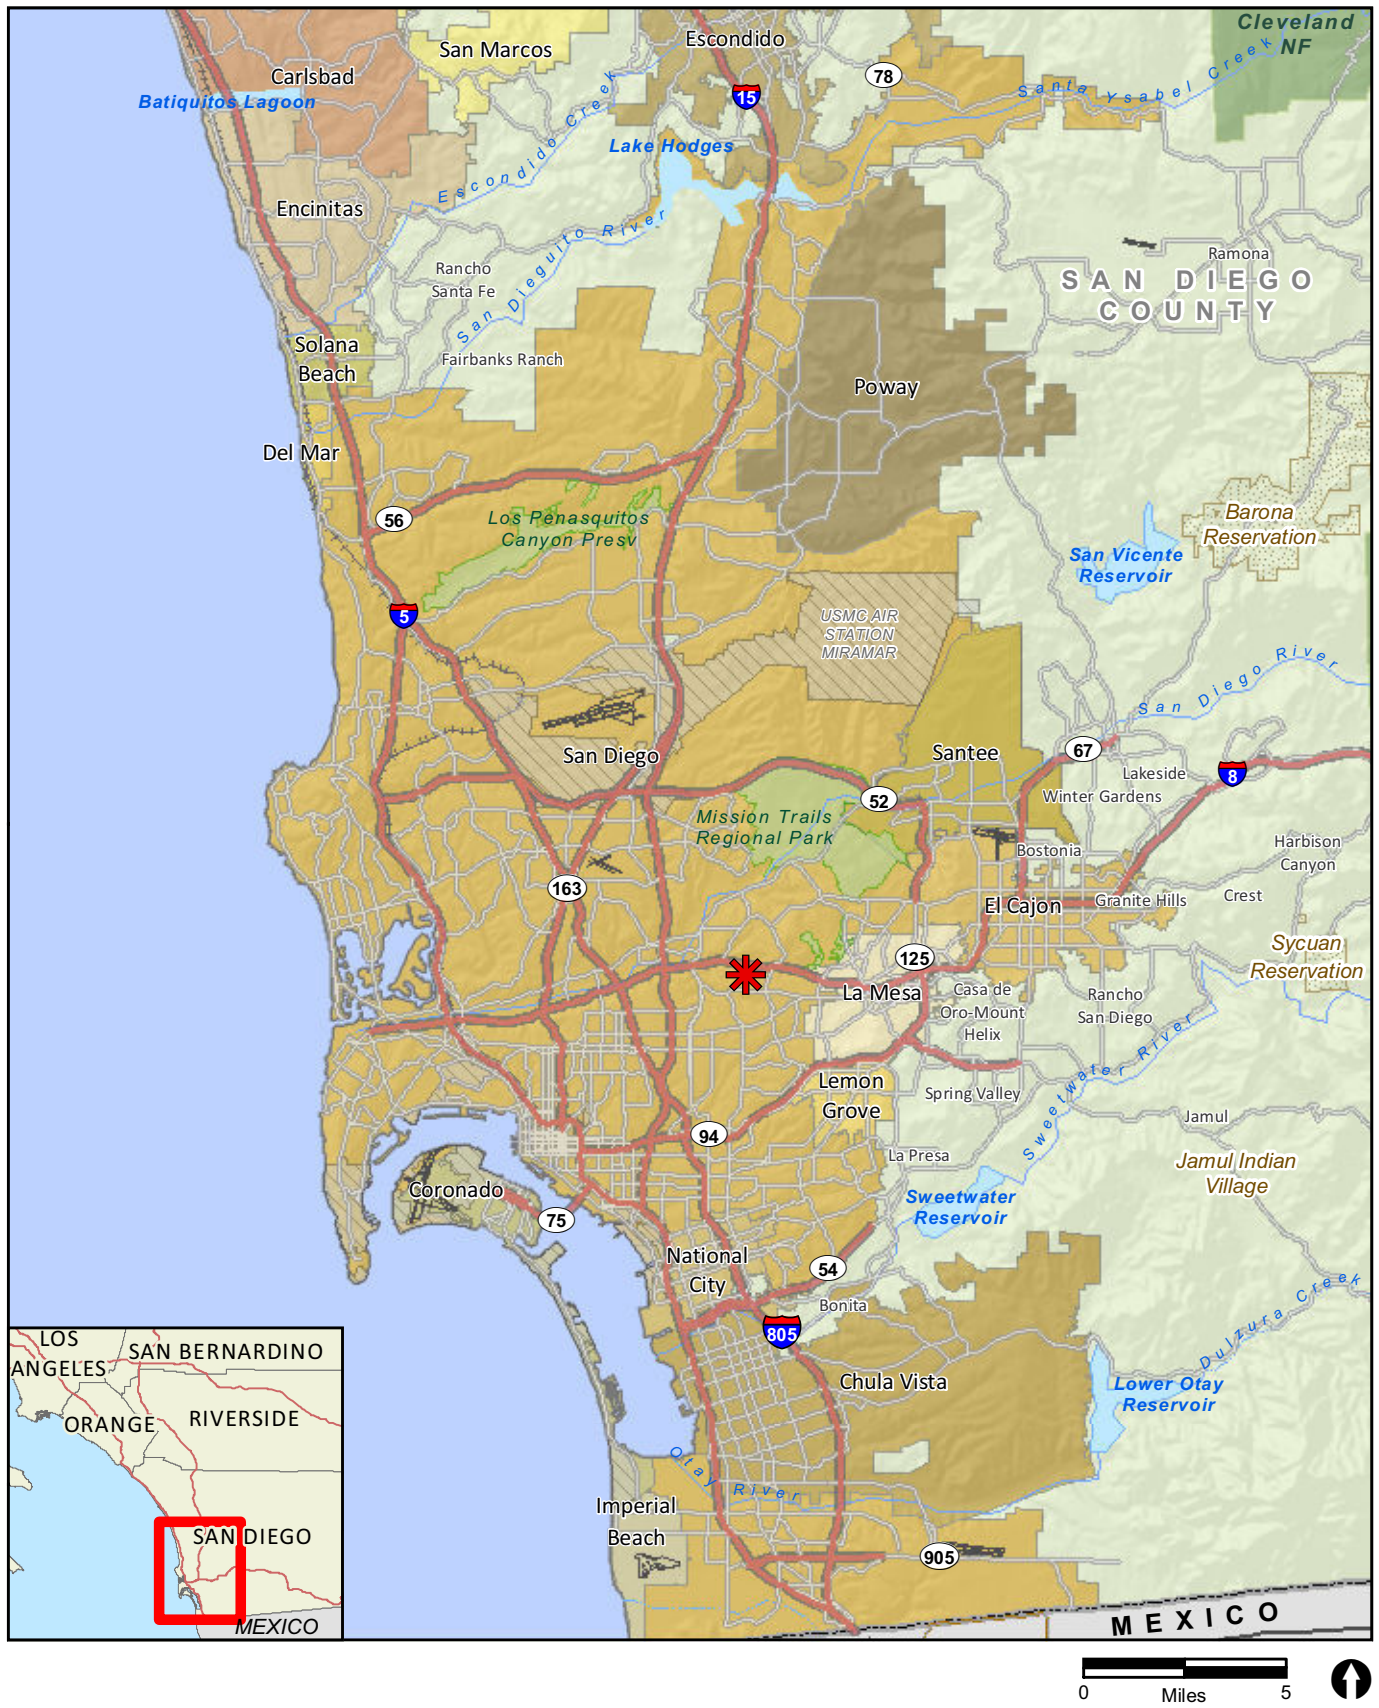 Cleveland
NF
Escondido
San Marcos
Carlsbad
78
15
Batiquitos Lagoon
Santa Ysabel Creek
Escondido Creek
Lake Hodges
Encinitas
San Dieguito River
Ramona
Rancho
Santa Fe
SAN DIEGO
COUNTY
Solana
Beach
Fairbanks Ranch
Poway
Del Mar
56
Los Penasquitos
Canyon Presv
Barona
Reservation
San Vicente
Reservoir
5
USMC AIR
STATION
MIRAMAR
San Diego River
San Diego
Santee
67
8
Lakeside
Winter Gardens
52
Mission Trails
Regional Park
Bostonia
Harbison
Canyon
163
El Cajon
Granite Hills
Crest
125
Sycuan
Reservation
La Mesa
Casa de
Oro-Mount
Helix
Rancho
San Diego
Sweetwater River
Lemon
Grove
Spring Valley
Jamul
94
La Presa
Jamul Indian
Village
Coronado
75
Sweetwater
Reservoir
National
City
54
Bonita
805
Dulzura Creek
Chula Vista
Lower Otay
Reservoir
Otay River
Imperial
Beach
905
MEXICO
LOS
ANGELES
SAN BERNARDINO
ORANGE
RIVERSIDE
SAN DIEGO
MEXICO
0 Miles 5